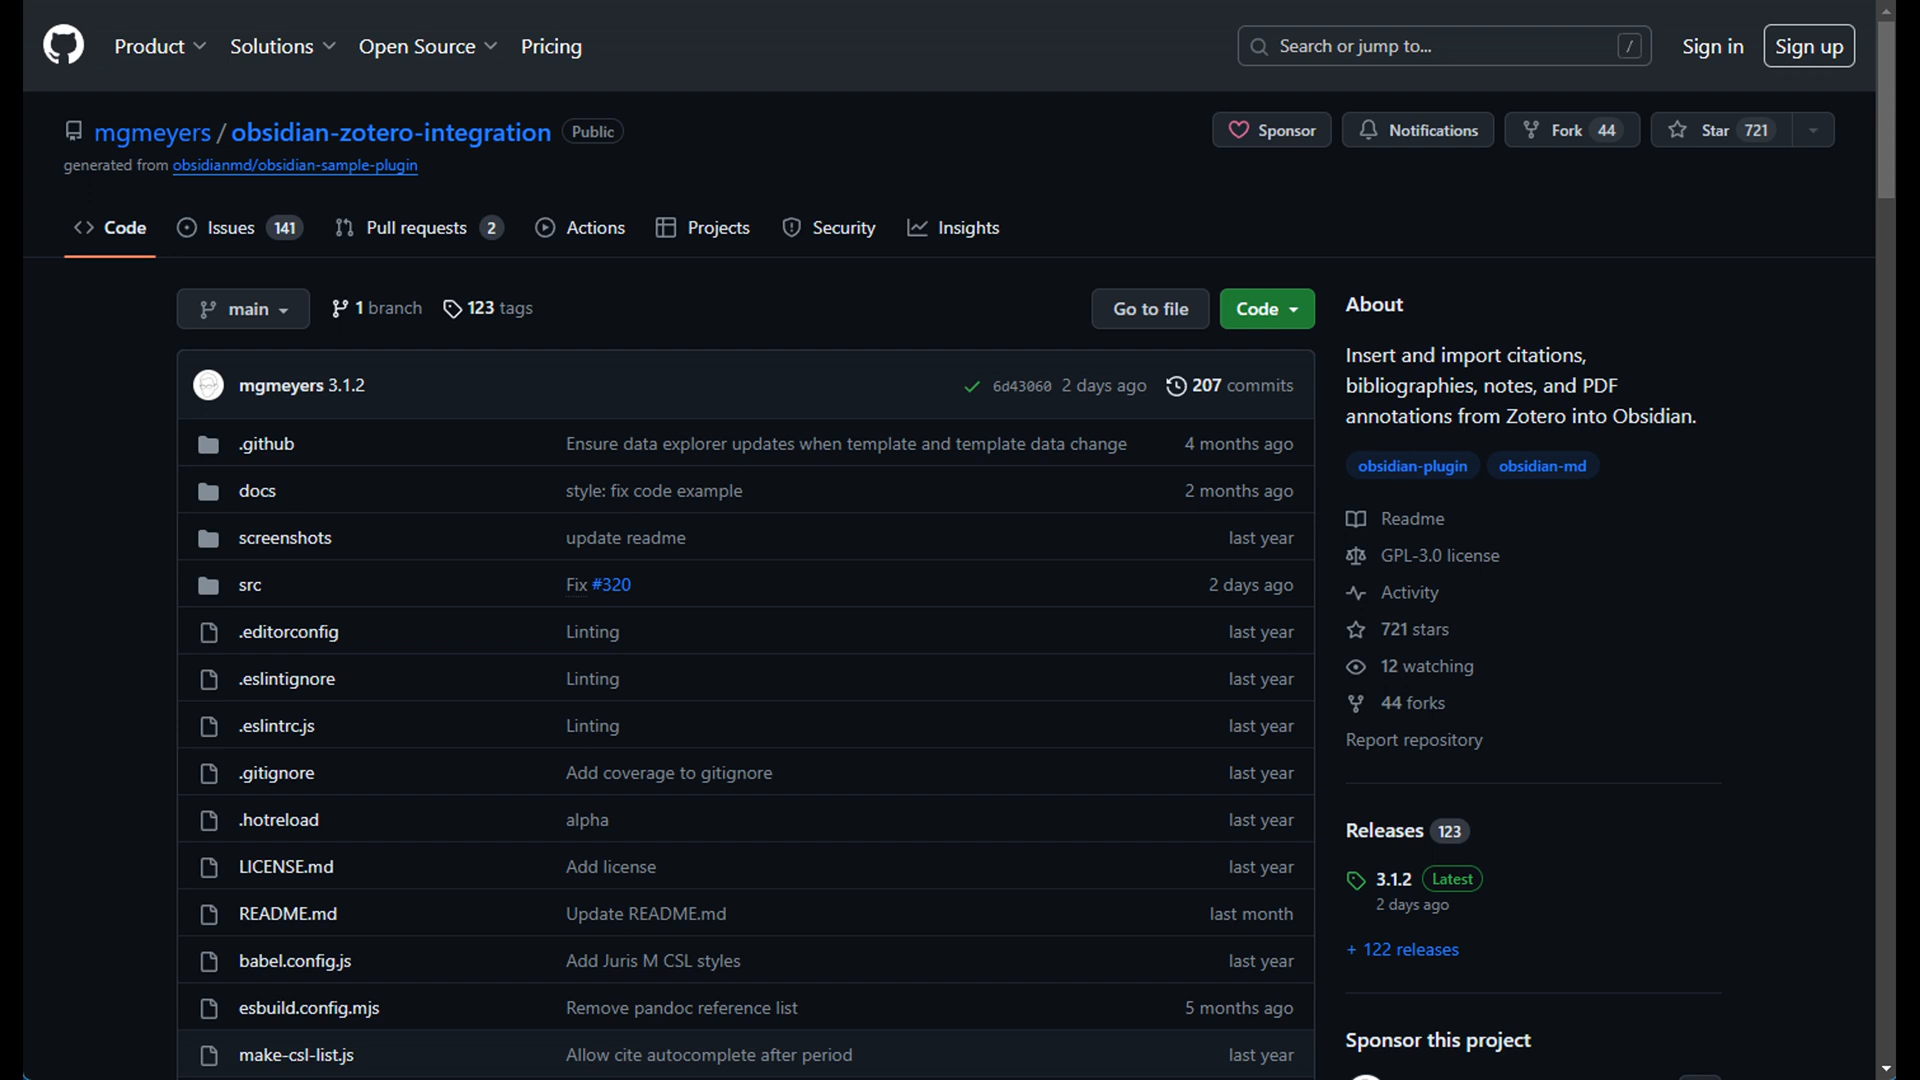 Product Solutions Open Source Pricing Search or jump to... / Sign in Sign up
mgmeyers / obsidian-zotero-integration Public Sponsor Notifications Fork 44 Star 721
generated from obsidianmd/obsidian-sample-plugin
Code Issues 141 Pull requests 2 Actions Projects Security Insights
main 1 branch 123 tags Go to file Code
mgmeyers 3.1.2 6d43060 2 days ago 207 commits
.github Ensure data explorer updates when template and template data change 4 months ago
docs style: fix code example 2 months ago
screenshots update readme last year
src Fix #320 2 days ago
.editorconfig Linting last year
.eslintignore Linting last year
.eslintrc.js Linting last year
.gitignore Add coverage to gitignore last year
.hotreload alpha last year
LICENSE.md Add license last year
README.md Update README.md last month
babel.config.js Add Juris M CSL styles last year
esbuild.config.mjs Remove pandoc reference list 5 months ago
make-csl-list.js Allow cite autocomplete after period last year
About
Insert and import citations,
bibliographies, notes, and PDF
annotations from Zotero into Obsidian.
obsidian-plugin obsidian-md
Readme
GPL-3.0 license
Activity
721 stars
12 watching
44 forks
Report repository
Releases 123
3.1.2 Latest
2 days ago
+ 122 releases
Sponsor this project